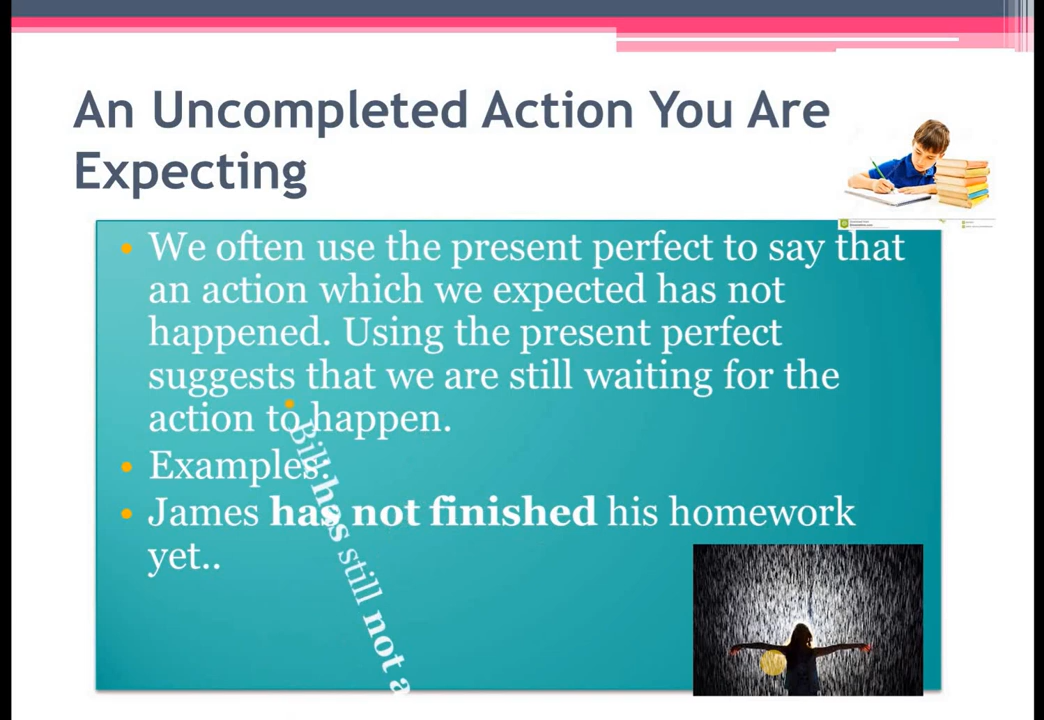 An Uncompleted Action You Are
Expecting
• We often use the present perfect to say that
an action which we expected has not
happened. Using the present perfect
suggests that we are still waiting for the
action to happen.
• Examples
• James has not finished his homework
yet..
• Bill has still not a